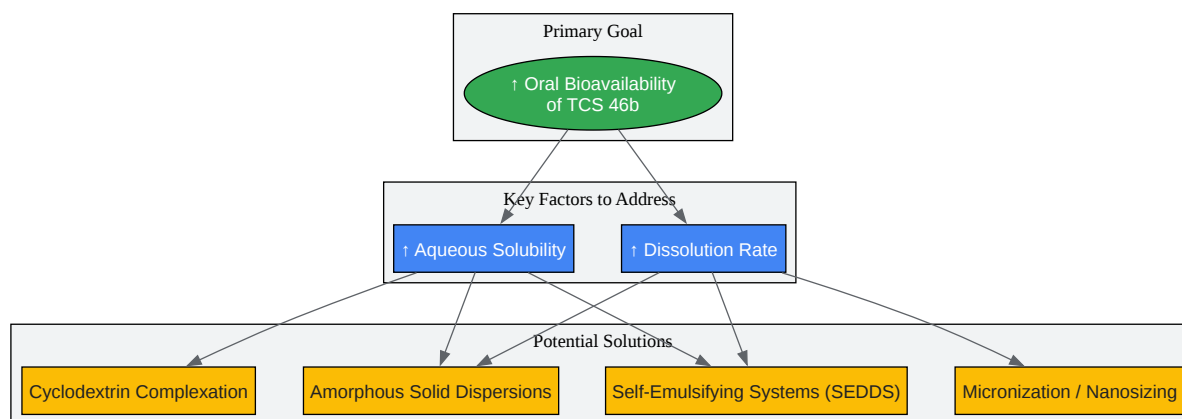 Primary Goal
↑ Oral Bioavailability
of TCS 46b
Key Factors to Address
↑ Aqueous Solubility
↑ Dissolution Rate
Potential Solutions
Cyclodextrin Complexation
Amorphous Solid Dispersions
Self-Emulsifying Systems (SEDDS)
Micronization / Nanosizing